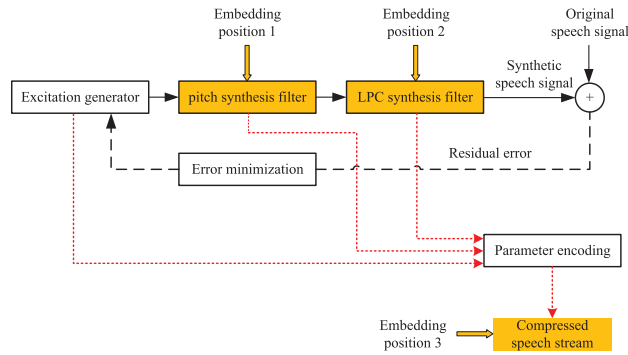 Embedding
position 1
Embedding
position 2
Original
speech signal
Synthetic
speech signal
Excitation generator
pitch synthesis filter
LPC synthesis filter
+
Residual error
Error minimization
Parameter encoding
Embedding
position 3
Compressed
speech stream